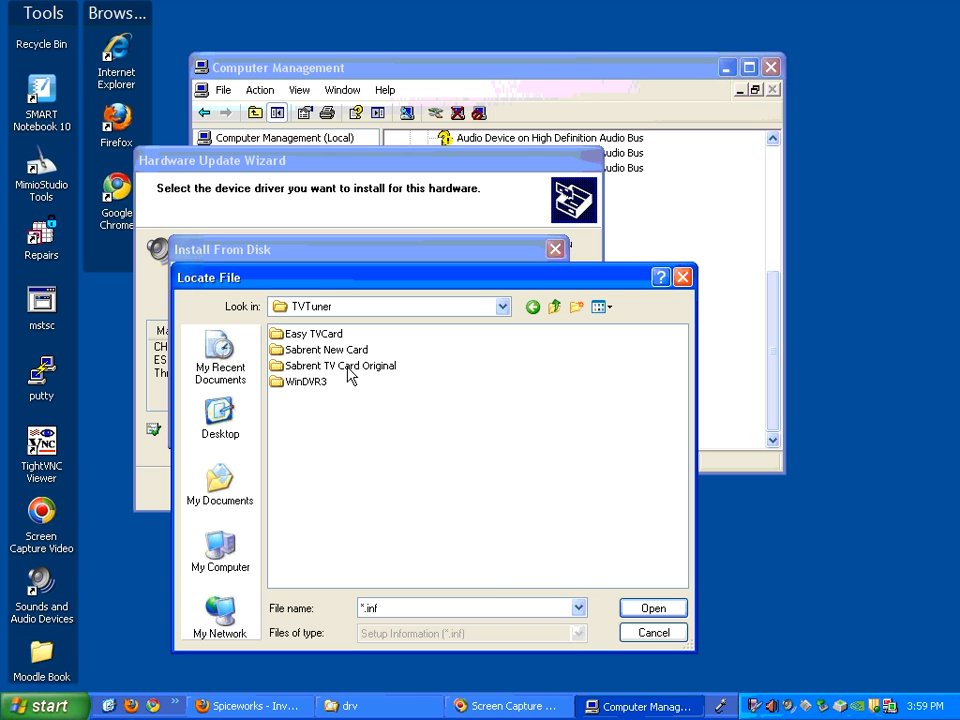 Tools
Brows...
Recycle Bin
Internet
Explorer
SMART
Notebook 10
Firefox
MimioStudio
Tools
Google
Chrome
Repairs
mstsc
putty
TightVNC
Viewer
Screen
Capture Video
Sounds and
Audio Devices
Moodle Book
Computer Management
File Action View Window Help
Computer Management (Local)
Audio Device on High Definition Audio Bus
Audio Bus
udio Bus
Hardware Update Wizard
Select the device driver you want to install for this hardware.
Install From Disk
Ma
CH
ES
Thr
Locate File
Look in: TVTuner
Easy TVCard
Sabrent New Card
Sabrent TV Card Original
WinDVR3
My Recent
Documents
Desktop
My Documents
My Computer
My Network
File name: *.inf
Open
Files of type: Setup Information (*.inf)
Cancel
start
Spiceworks - Inv...
drv
Screen Capture ...
Computer Manag...
3:59 PM